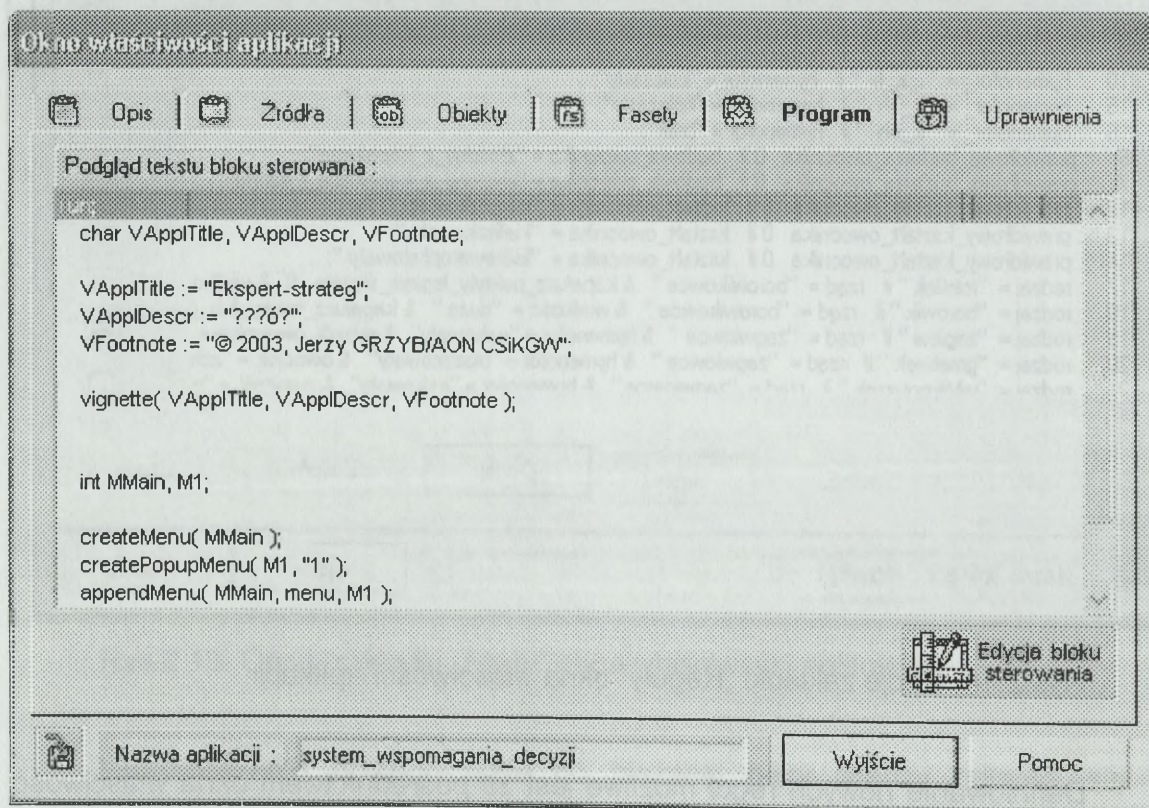 Okno właściwości aplikacji
Opis Źródła Obiekty Fasety Program Uprawnienia
Podgląd tekstu bloku sterowania :
char VApplTitle, VApplDescr, VFootnote;
VApplTitle := "Ekspert-strateg";
VApplDescr := "???ó?";
VFootnote := "© 2003, Jerzy GRZYB/AON CSiKGW";
vignette( VApplTitle, VApplDescr, VFootnote );
int MMain, M1;
createMenu( MMain );
createPopupMenu( M1 , "1" );
appendMenu( MMain, menu, M1 );
Edycja bloku
sterowania
Nazwa aplikacji : system_wspomagania_decyzji Wyjście Pomoc